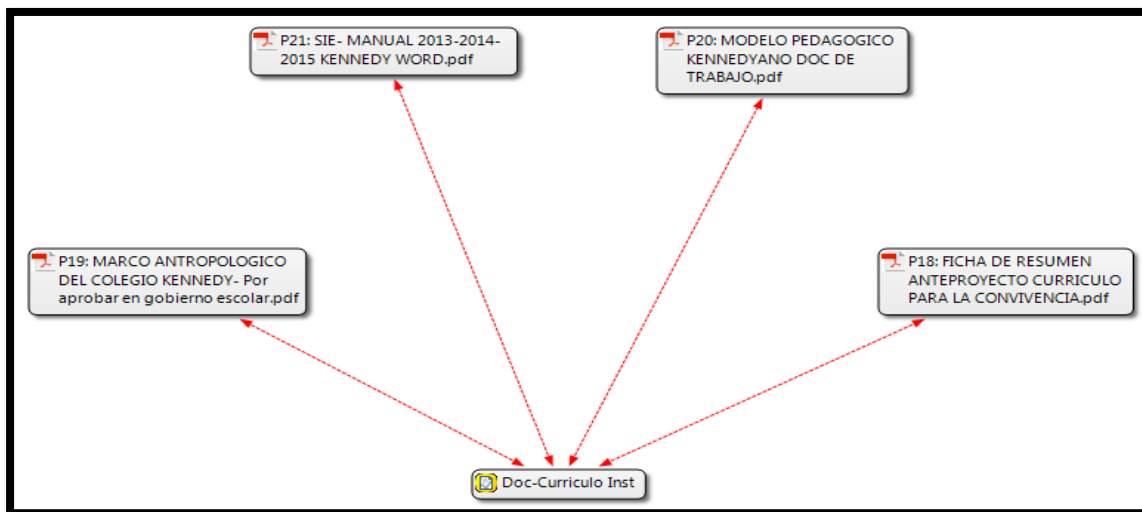 P21: SIE- MANUAL 2013-2014-
2015 KENNEDY WORD.pdf
P20: MODELO PEDAGOGICO
KENNEDYANO DOC DE
TRABAJO.pdf
P19: MARCO ANTROPOLOGICO
DEL COLEGIO KENNEDY- Por
aprobar en gobierno escolar.pdf
P18: FICHA DE RESUMEN
ANTEPROYECTO CURRICULO
PARA LA CONVIVENCIA.pdf
Doc-Curriculo Inst